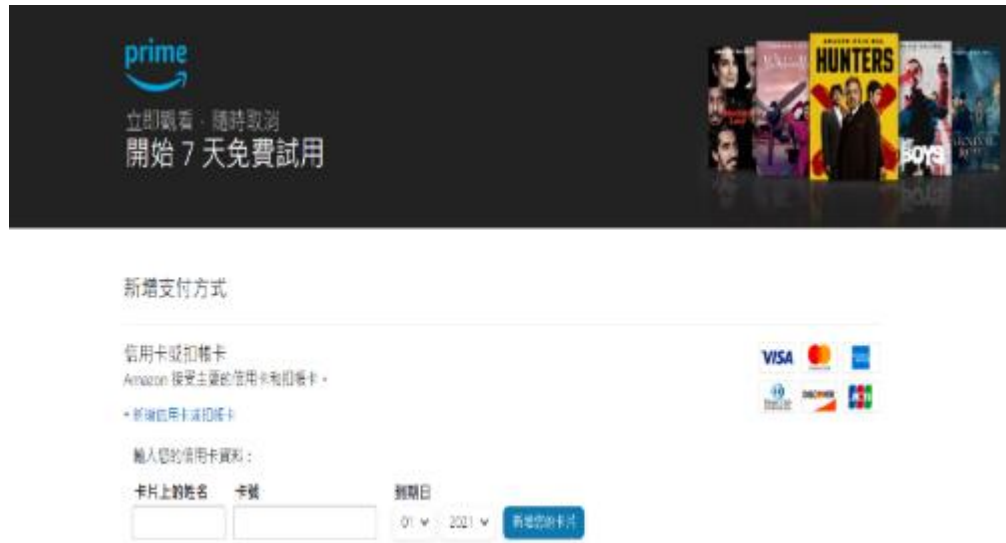 prime
立即觀看，隨時取消
開始 7 天免費試用
HUNTERS
BOYS
新增支付方式
信用卡或扣帳卡
Amazon 接受主要的信用卡和扣帳卡。
新增信用卡或扣帳卡
VISA
DISCOVER
JCB
輸入您的信用卡資料：
卡片上的姓名 卡號 到期日
01 2021 新增您的卡片